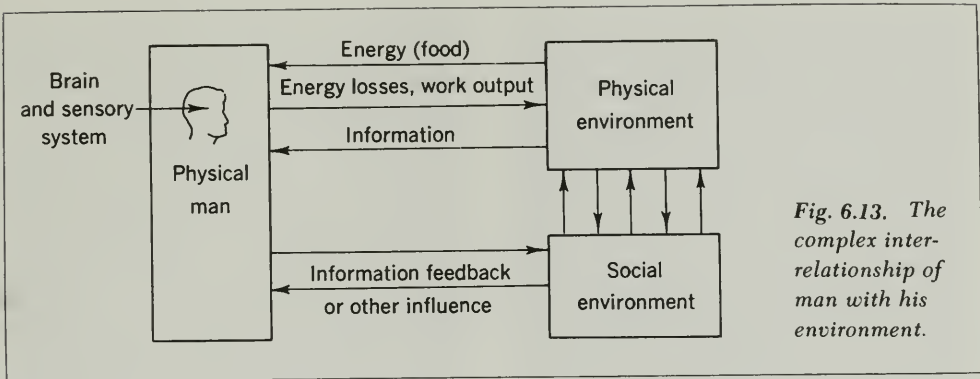 Brain
and sensory
system
Physical
man
Energy (food)
Energy losses, work output
Information
Information feedback
or other influence
Physical
environment
Social
environment
Fig. 6.13. The
complex inter-
relationship of
man with his
environment.